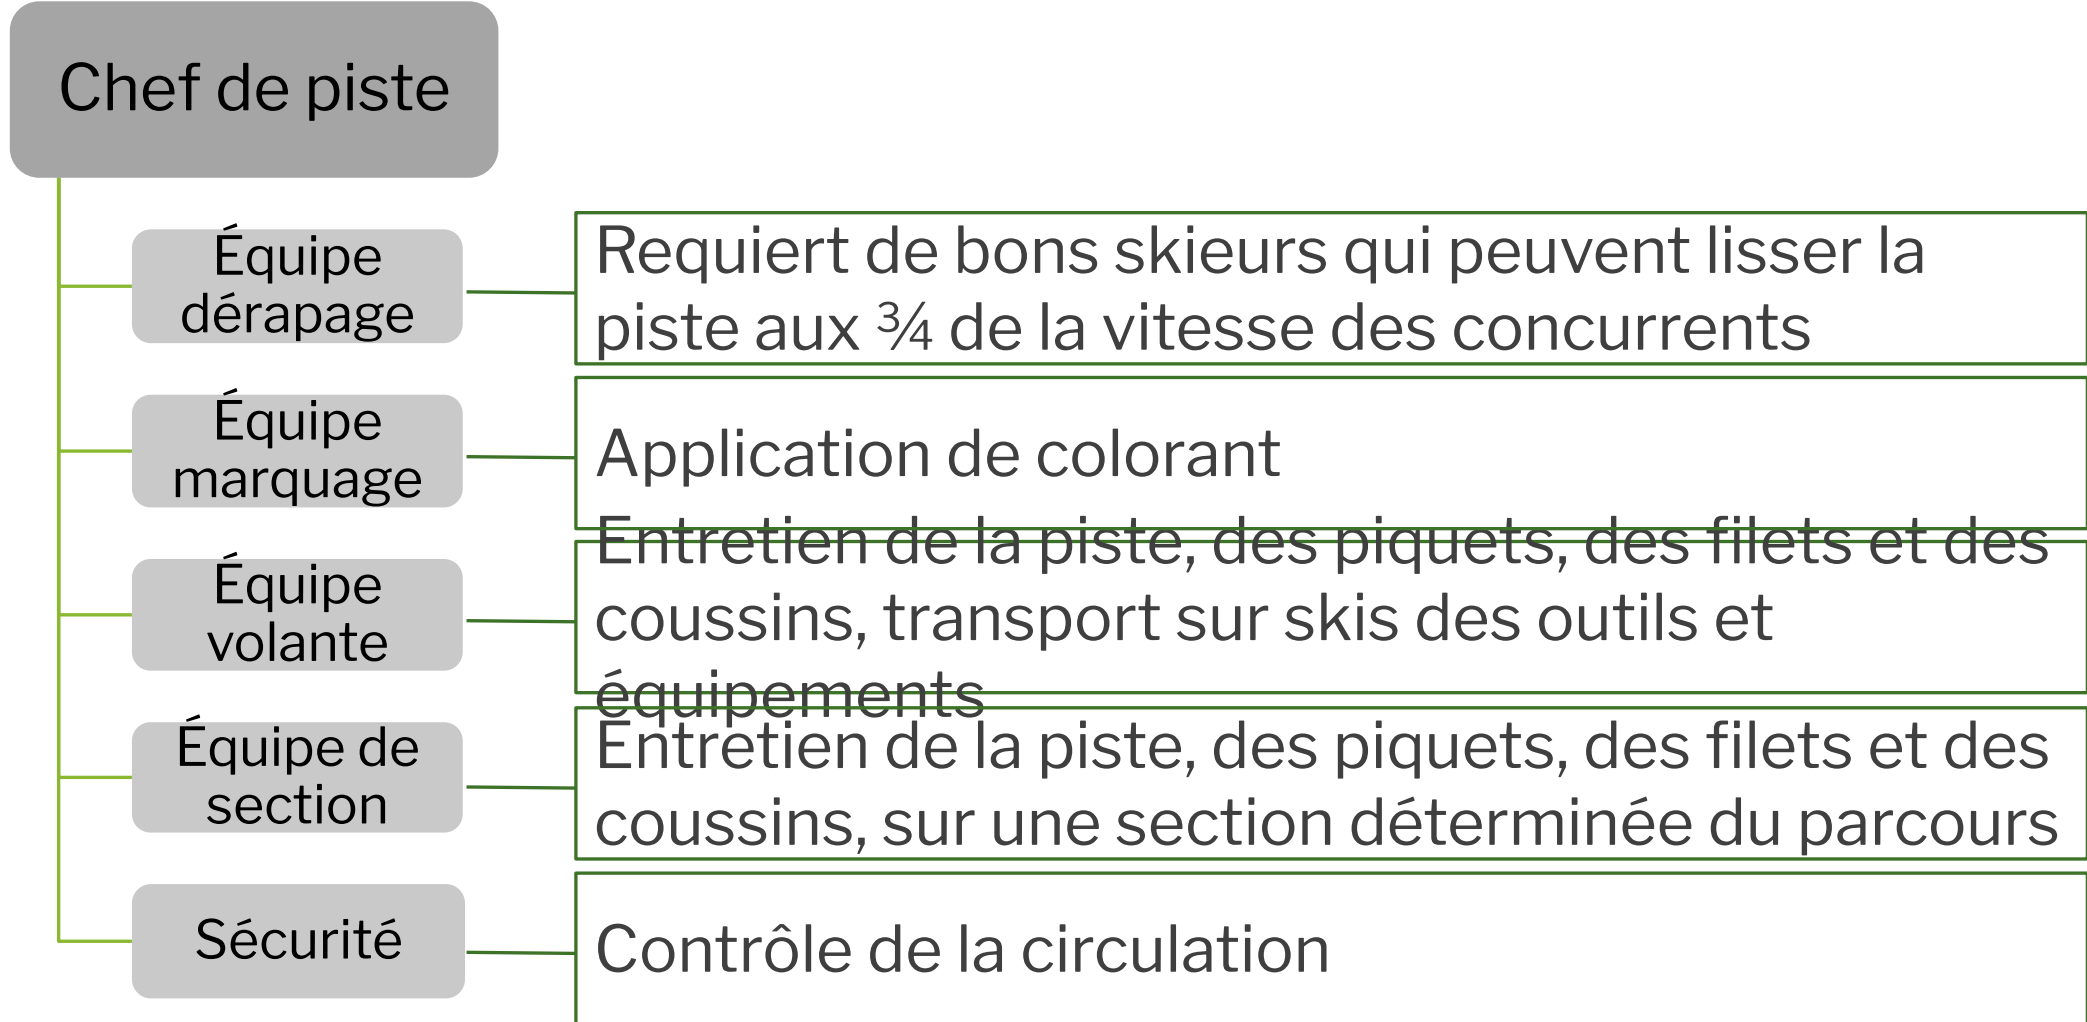 Chef de piste
Équipe
dérapage
Requiert de bons skieurs qui peuvent lisser la
piste aux ¾ de la vitesse des concurrents
Équipe
marquage
Application de colorant
Équipe
volante
Entretien de la piste, des piquets, des filets et des
coussins, transport sur skis des outils et
équipements
Équipe de
section
Entretien de la piste, des piquets, des filets et des
coussins, sur une section déterminée du parcours
Sécurité
Contrôle de la circulation